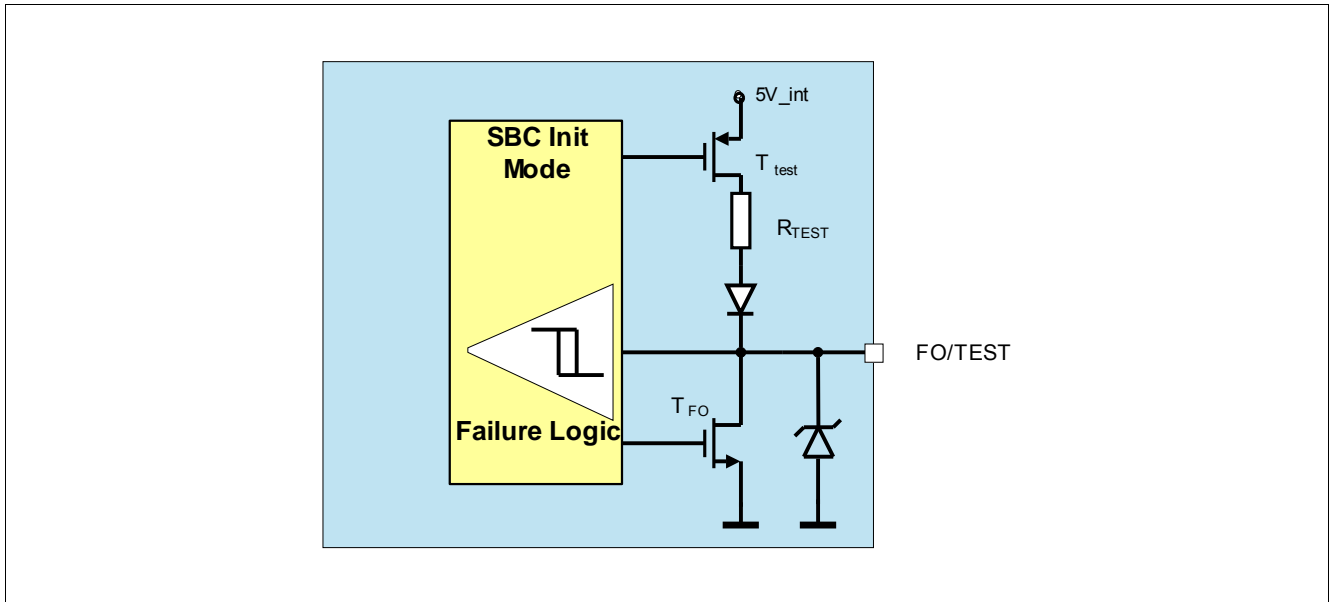 5V_int
SBC Init
Mode
T test
RTEST
FO/TEST
T FO
Failure Logic